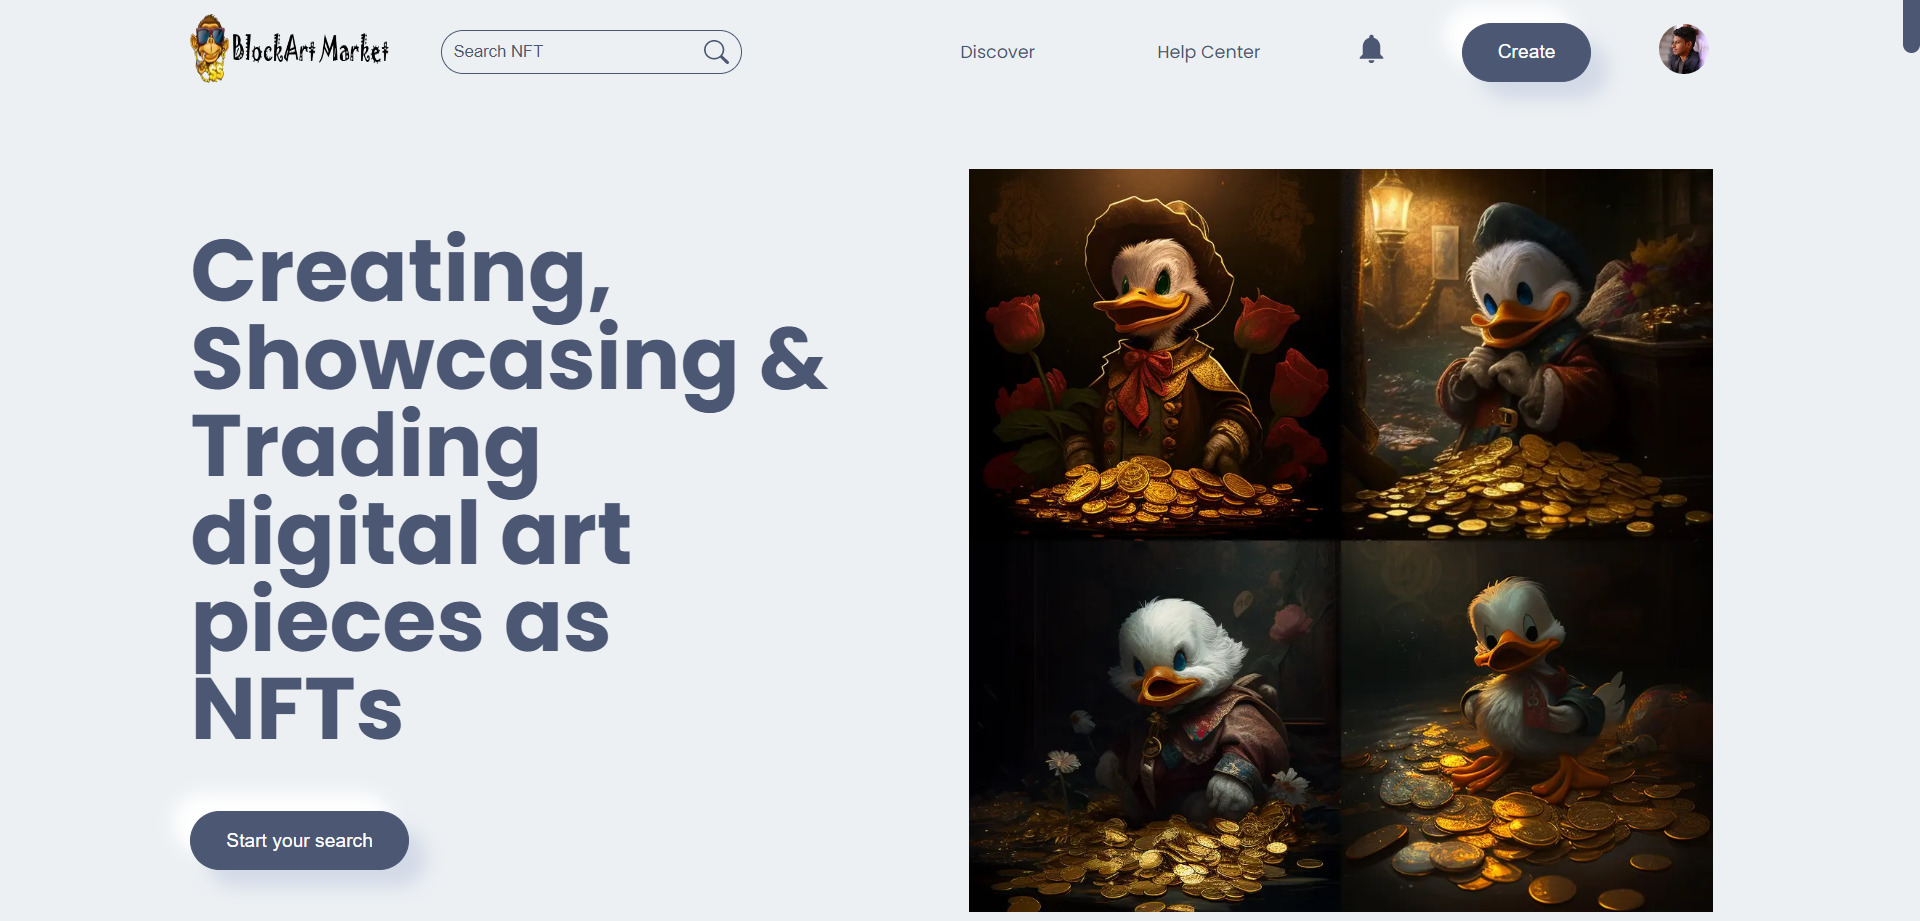 BlockArt Market
Search NFT
Discover
Help Center
Create
Creating,
Showcasing &
Trading
digital art
pieces as
NFTs
Start your search